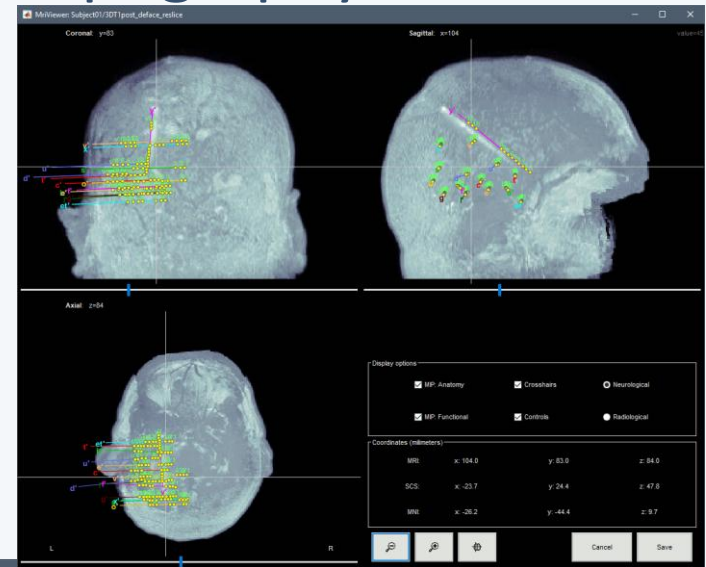 MriViewer: Subject01/3DT1post_deface_reslice
Coronal: y=83
Sagittal: x=104
Axial: z=84
L
R
Display options
MIP: Anatomy
Crosshairs
Neurological
MIP: Functional
Controls
Radiological
Coordinates (millimeters)
MRI: x: 104.0 y: 83.0 z: 84.0
SCS: x: -23.7 y: 24.4 z: 47.8
MNI: x: -26.2 y: -44.4 z: 9.7
Cancel
Save